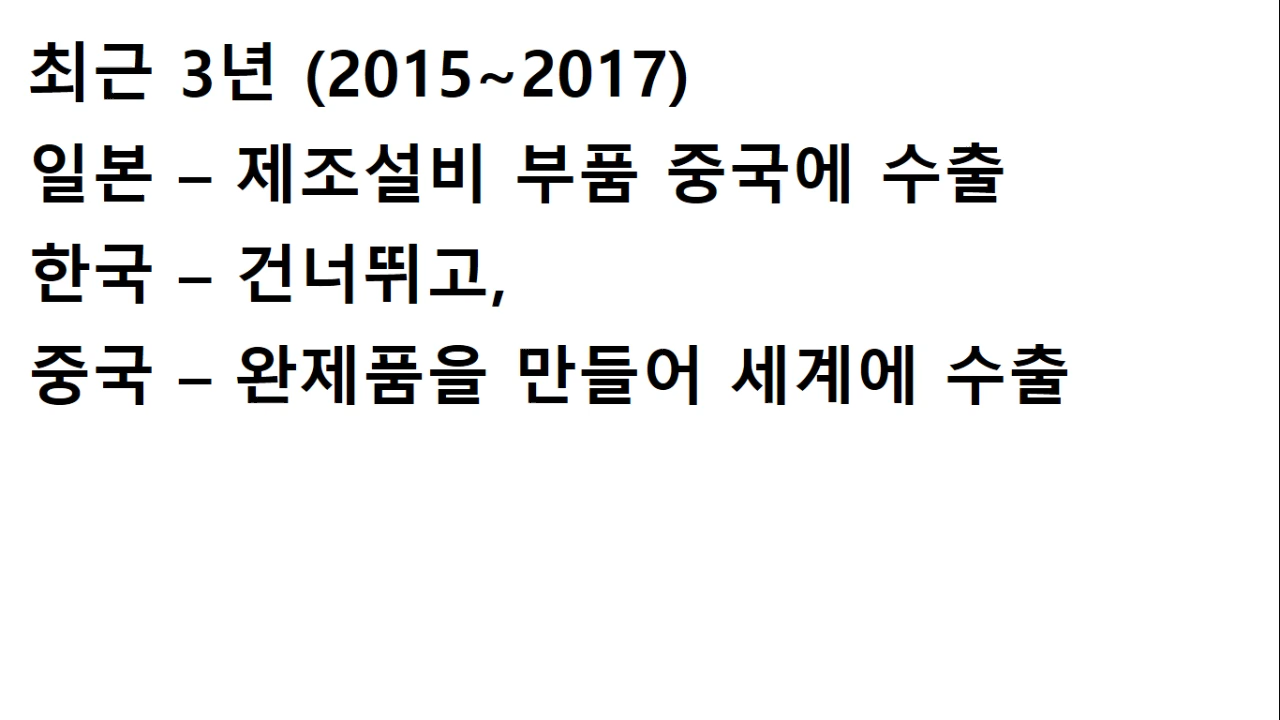 최근 3년 (2015~2017)
일본 – 제조설비 부품 중국에 수출
한국 – 건너뛰고,
중국 – 완제품을 만들어 세계에 수출